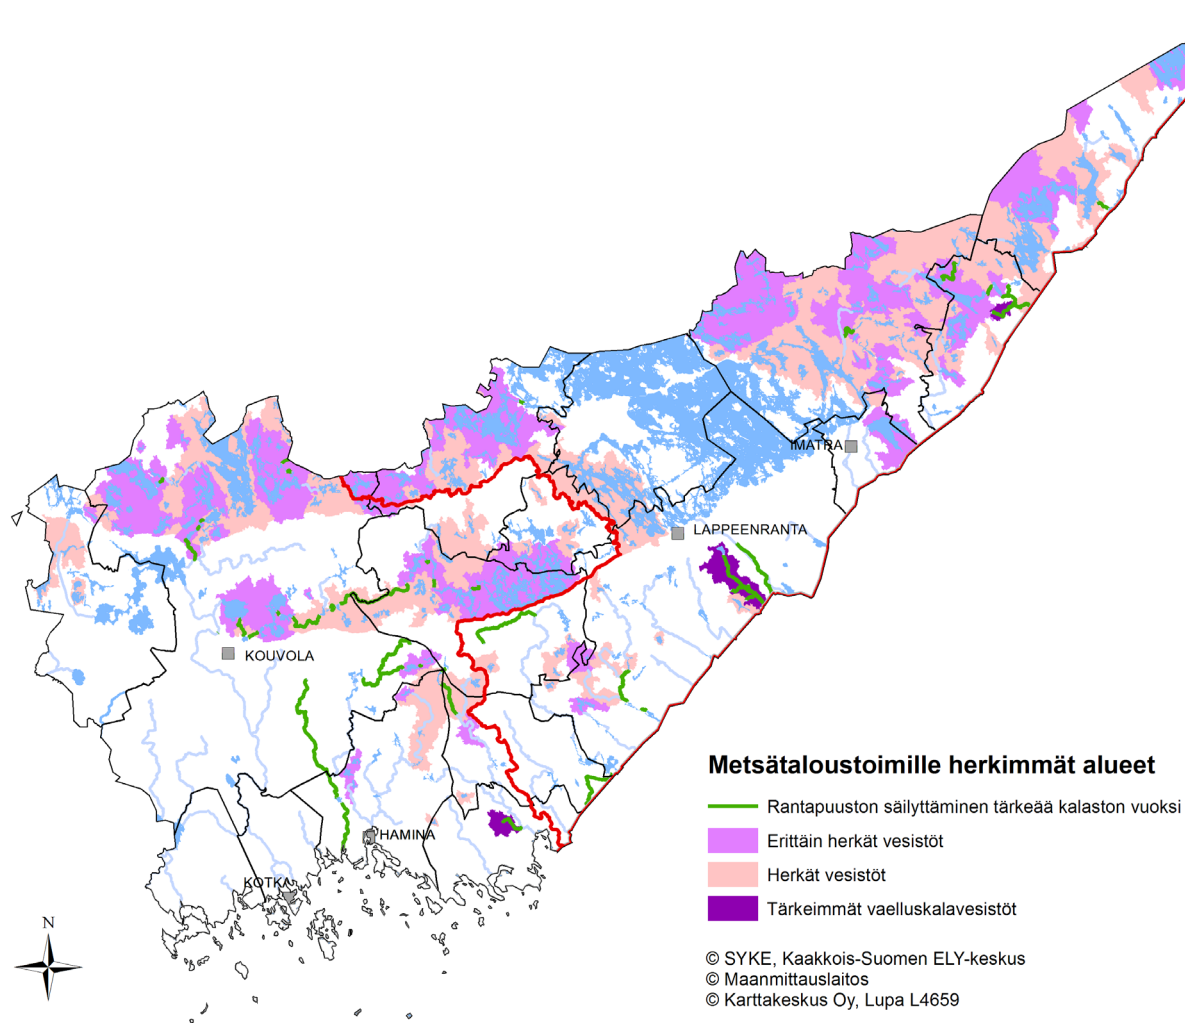 IMATRA
LAPPEENRANTA
KOUVOLA
HAMINA
KOTKA
N
Metsätaloustoimille herkimmät alueet
Rantapuuston säilyttäminen tärkeää kalaston vuoksi
Erittäin herkät vesistöt
Herkät vesistöt
Tärkeimmät vaelluskalavesistöt
© SYKE, Kaakkois-Suomen ELY-keskus
© Maanmittauslaitos
© Karttakeskus Oy, Lupa L4659